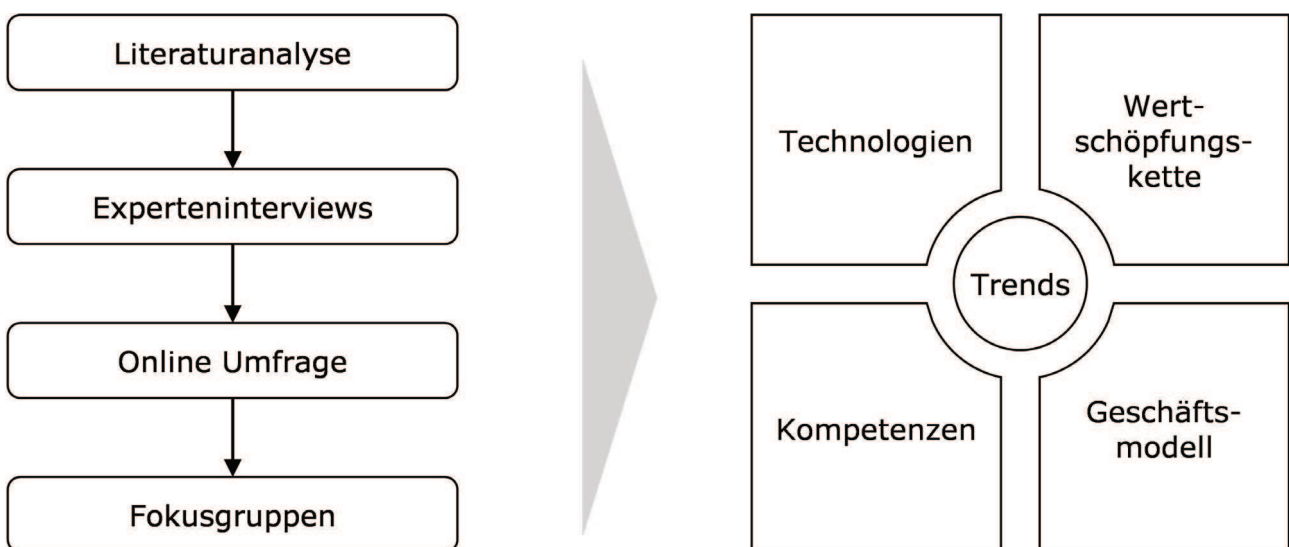 Literaturanalyse
Experteninterviews
Online Umfrage
Fokusgruppen
Technologien
Wert-
schöpfungs-
kette
Trends
Kompetenzen
Geschäfts-
modell